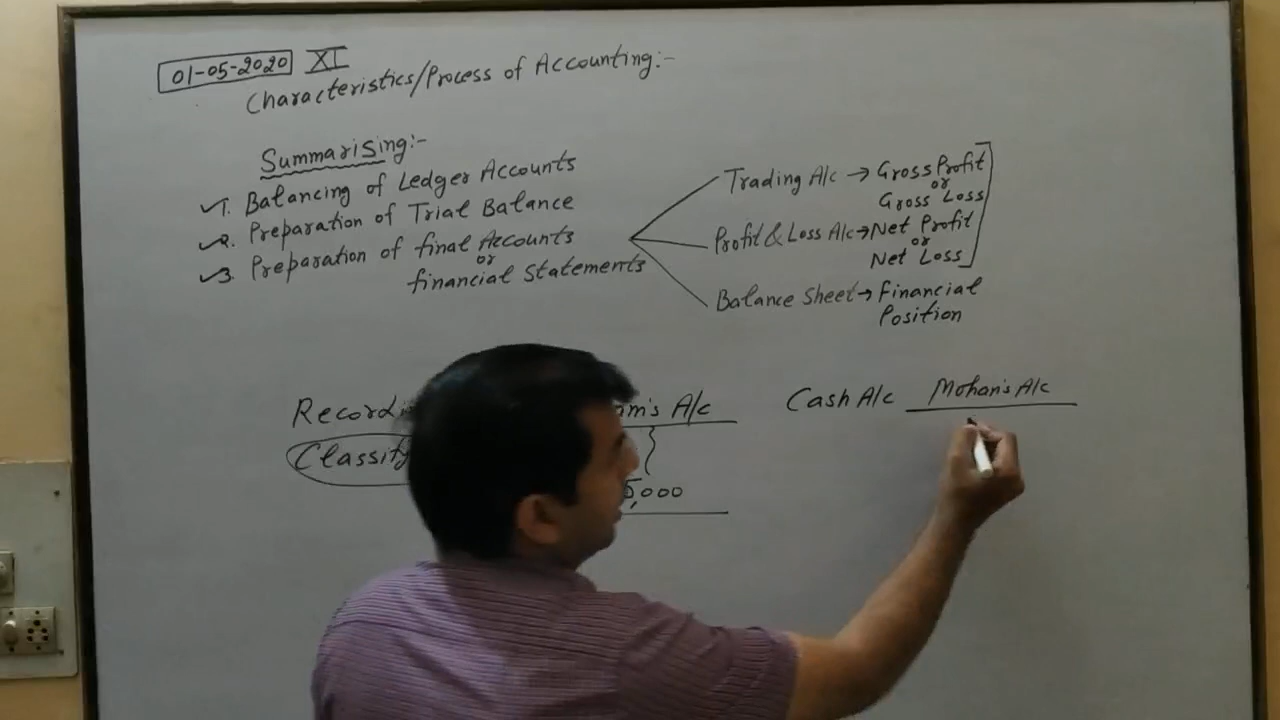 01-05-2020 XI
Characteristics/Process of Accounting:-
Summarising:-
1. Balancing of Ledger Accounts
2. Preparation of Trial Balance
3. Preparation of final Accounts
or
financial Statements
Trading A/c → Gross Profit
or
Gross Loss
Profit & Loss A/c → Net Profit
or
Net Loss
Balance Sheet → Financial
Position
A/c
Cash A/c Mohan's A/c
5,000